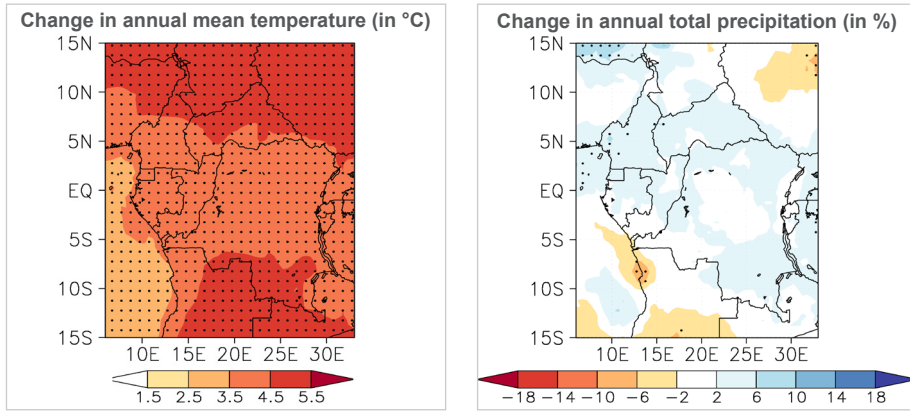 Change in annual mean temperature (in °C)
15N
10N
5N
EQ
5S
10S
15S
10E 15E 20E 25E 30E
1.5 2.5 3.5 4.5 5.5
Change in annual total precipitation (in %)
15N
10N
5N
EQ
5S
10S
15S
10E 15E 20E 25E 30E
−18 −14 −10 −6 −2 2 6 10 14 18